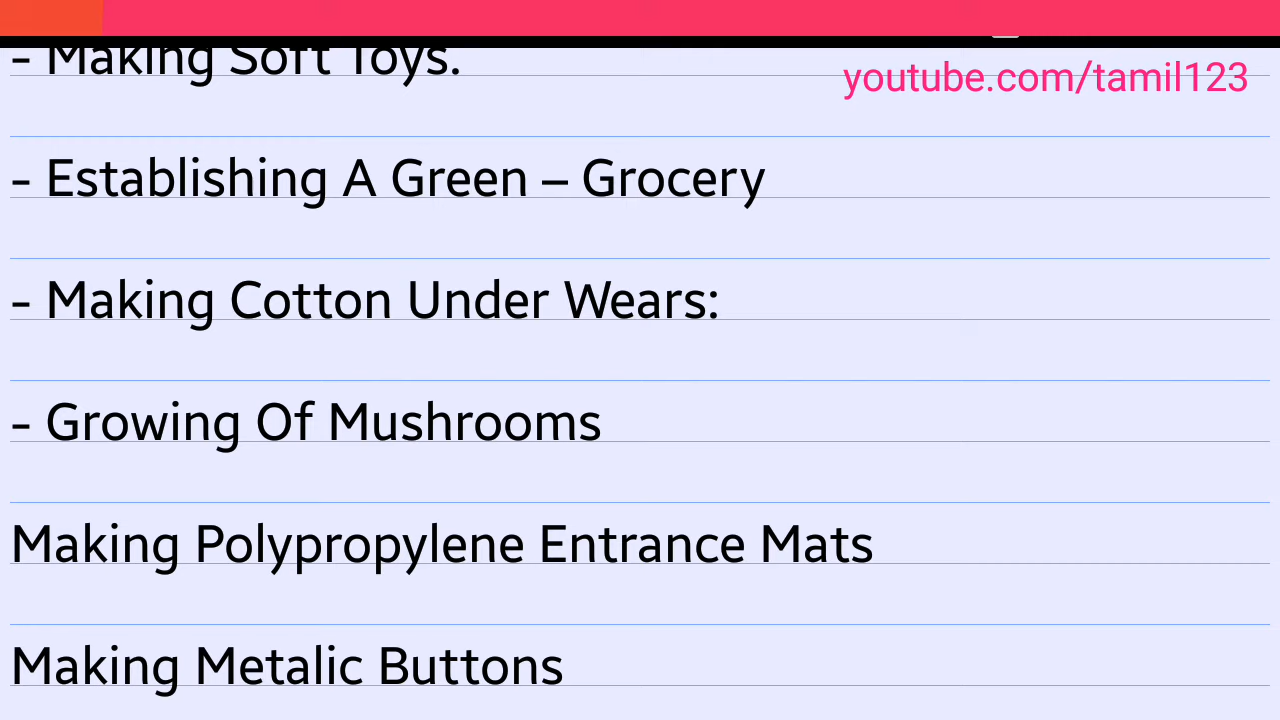 - Making Soft Toys.
youtube.com/tamil123
- Establishing A Green – Grocery
- Making Cotton Under Wears:
- Growing Of Mushrooms
Making Polypropylene Entrance Mats
Making Metalic Buttons